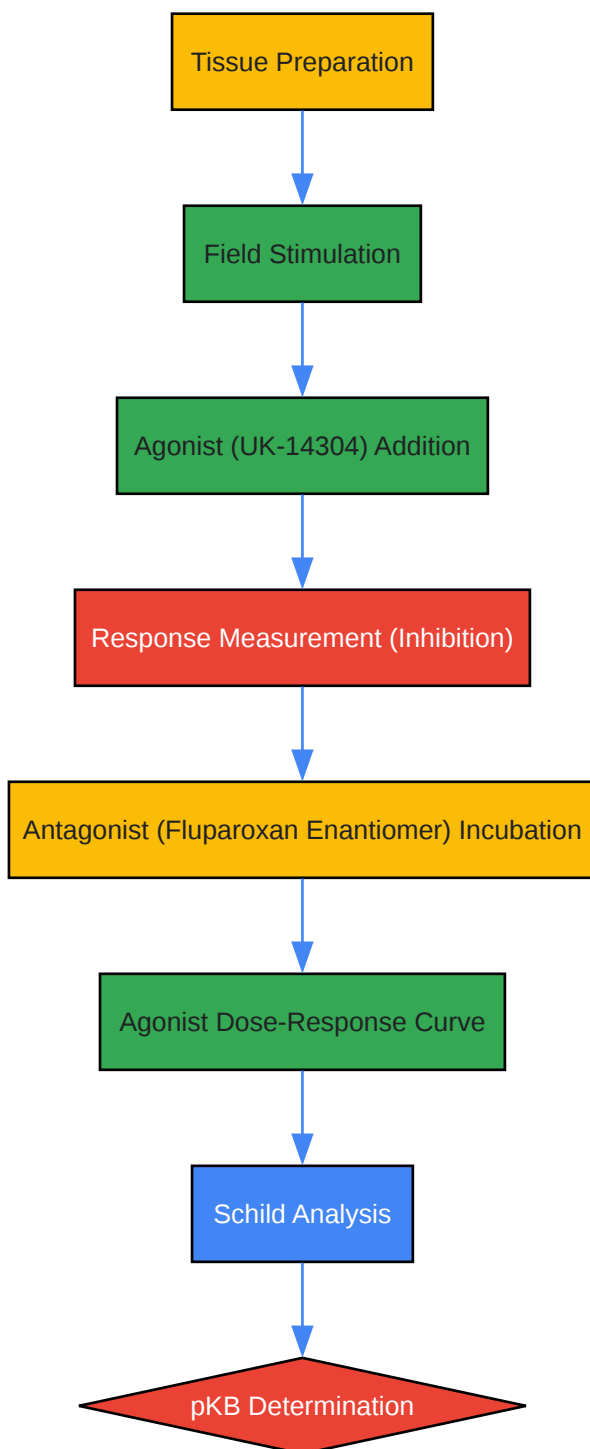 Tissue Preparation
Field Stimulation
Agonist (UK-14304) Addition
Response Measurement (Inhibition)
Antagonist (Fluparoxan Enantiomer) Incubation
Agonist Dose-Response Curve
Schild Analysis
pKB Determination